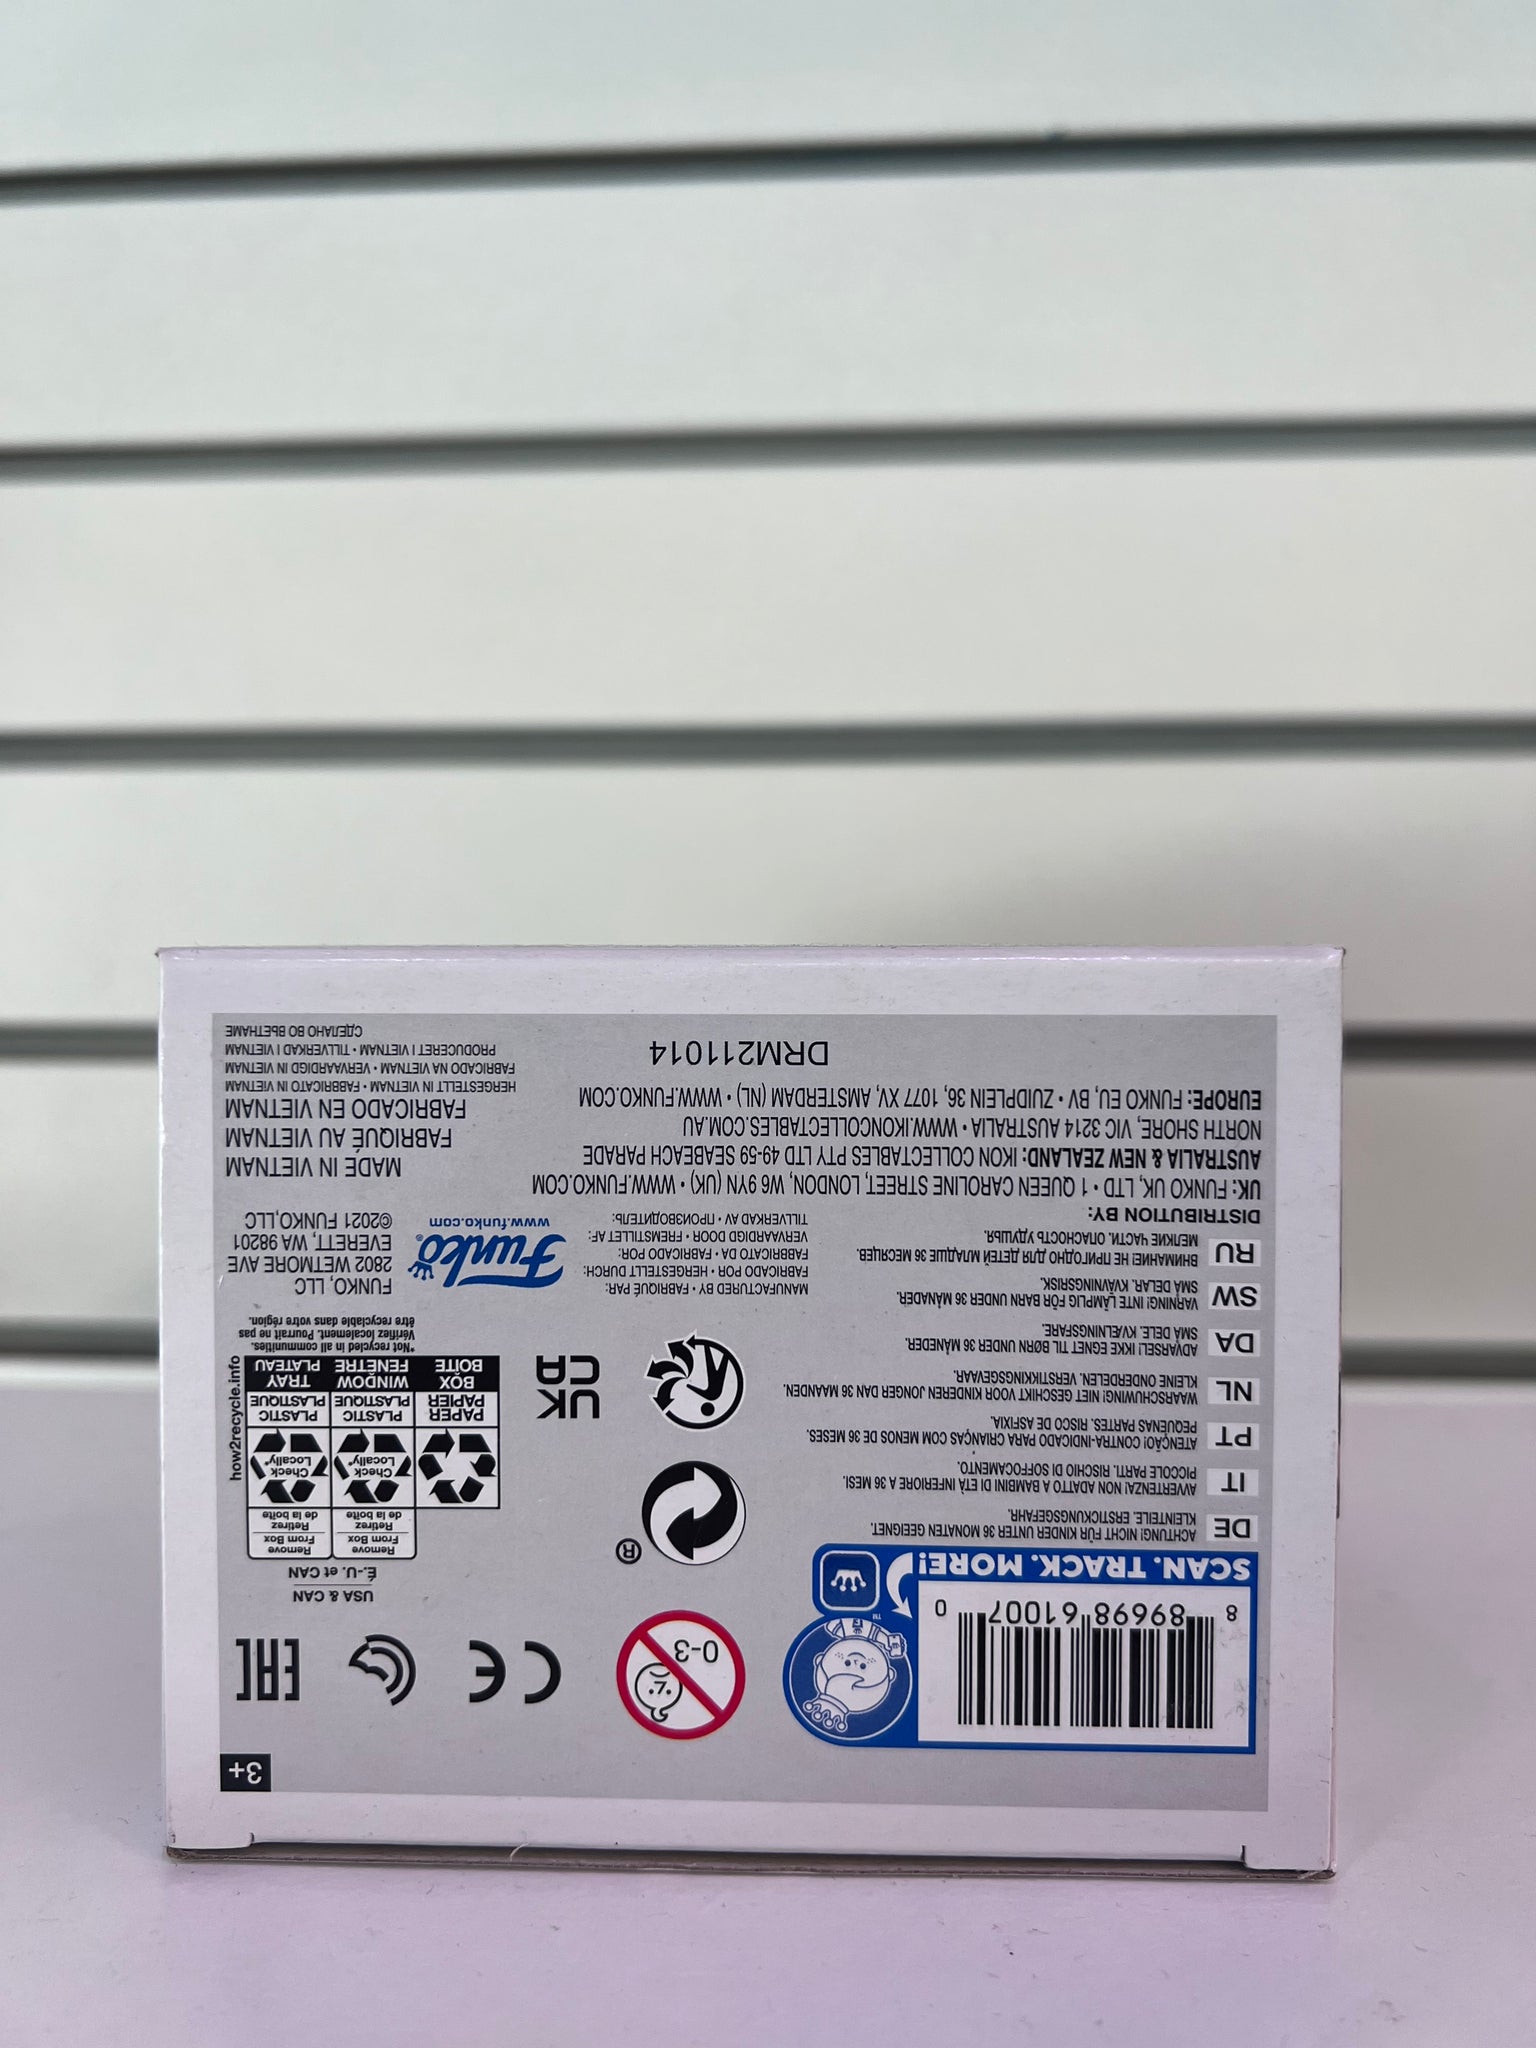 3+
8 89698 61007 0
SCAN. TRACK. MORE!
TM
0-3
CE
EAC
USA & CAN
É.-U. et CAN
Remove From Box
Retirez de la boîte
Remove From Box
Retirez de la boîte
Check Locally*
Check Locally*
PAPER
PAPIER
PLASTIC
PLASTIQUE
PLASTIC
PLASTIQUE
BOX
BOÎTE
WINDOW
FENÊTRE
TRAY
PLATEAU
how2recycle.info
*Not recycled in all communities.
Vérifiez localement. Pourrait ne pas
être recyclable dans votre région.
®
UK
CA
DE ACHTUNG! NICHT FÜR KINDER UNTER 36 MONATEN GEEIGNET.
KLEINTEILE. ERSTICKUNGSGEFAHR.
IT AVVERTENZA! NON ADATTO A BAMBINI DI ETÀ INFERIORE A 36 MESI.
PICCOLE PARTI. RISCHIO DI SOFFOCAMENTO.
PT ATENÇÃO! CONTRA-INDICADO PARA CRIANÇAS COM MENOS DE 36 MESES
PEQUENAS PARTES. RISCO DE ASFIXIA.
NL WAARSCHUWING! NIET GESCHIKT VOOR KINDEREN JONGER DAN 36 MAANDEN.
KLEINE ONDERDELEN. VERSTIKKINGSGEVAAR.
DA ADVARSEL! IKKE EGNET TIL BØRN UNDER 36 MÅNEDER.
SMÅ DELE. KVÆLNINGSFARE.
SW VARNING! INTE LÄMPLIG FÖR BARN UNDER 36 MÅNADER.
SMÅ DELAR. KVÄVNINGSRISK.
RU ВНИМАНИЕ! НЕ ПРИГОДНО ДЛЯ ДЕТЕЙ МЛАДШЕ 36 МЕСЯЦЕВ.
МЕЛКИЕ ЧАСТИ. ОПАСНОСТЬ УДУШЬЯ.
MANUFACTURED BY • FABRIQUÉ PAR:
FABRICADO POR • HERGESTELLT DURCH:
FABRICATO DA • FABRICADO POR:
VERVAARDIGD DOOR • FREMSTILLET AF:
TILLVERKAD AV • ПРОИЗВОДИТЕЛЬ:
Funko®
www.funko.com
FUNKO, LLC
2802 WETMORE AVE
EVERETT, WA 98201
©2021 FUNKO,LLC
DISTRIBUTION BY:
UK: FUNKO UK, LTD • 1 QUEEN CAROLINE STREET, LONDON, W6 9YN (UK) • WWW.FUNKO.COM
AUSTRALIA & NEW ZEALAND: IKON COLLECTABLES PTY LTD 49-59 SEABEACH PARADE
NORTH SHORE, VIC 3214 AUSTRALIA • WWW.IKONCOLLECTABLES.COM.AU
EUROPE: FUNKO EU, BV • ZUIDPLEIN 36, 1077 XV, AMSTERDAM (NL) • WWW.FUNKO.COM
DRM211014
MADE IN VIETNAM
FABRIQUÉ AU VIETNAM
FABRICADO EN VIETNAM
HERGESTELLT IN VIETNAM • FABBRICATO IN VIETNAM
FABRICADO NA VIETNAM • VERVAARDIGD IN VIETNAM
PRODUCERET I VIETNAM • TILLVERKAD I VIETNAM
СДЕЛАНО ВО ВЬЕТНАМЕ